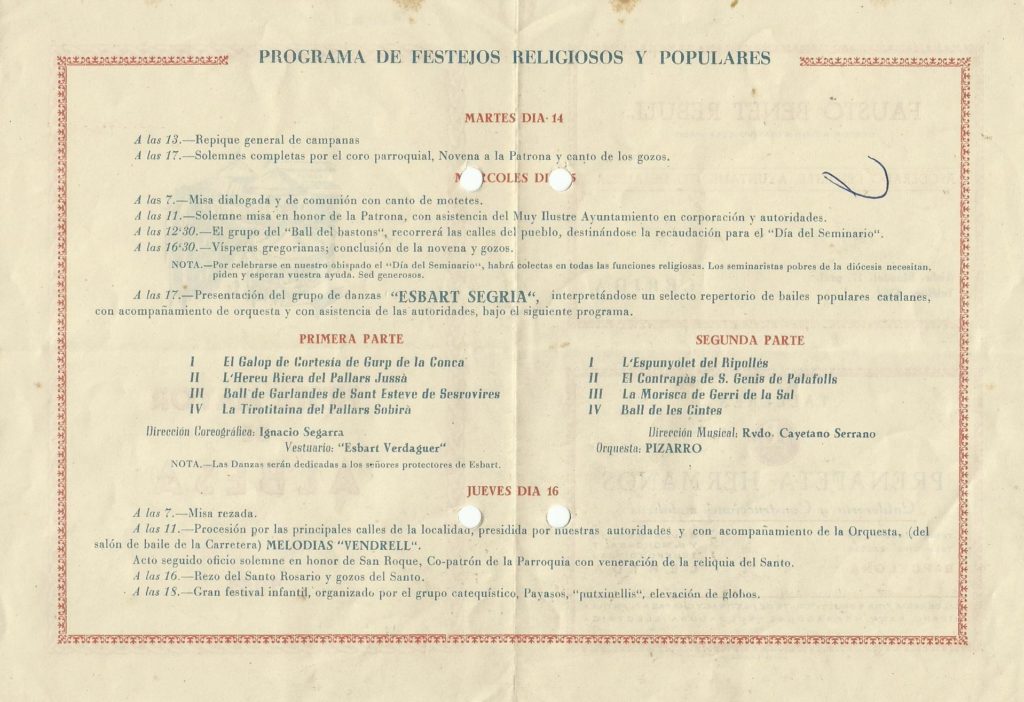 PROGRAMA DE FESTEJOS RELIGIOSOS Y POPULARES
MARTES DIA 14
A las 13.—Repique general de campanas
A las 17.—Solemnes completas por el coro parroquial, Novena a la Patrona y canto de los gozos.
M RCOLES DI 5
A las 7.—Misa dialogada y de comunión con canto de motetes.
A las 11.—Solemne misa en honor de la Patrona, con asistencia del Muy Ilustre Ayuntamiento en corporación y autoridades.
A las 12'30.—El grupo del "Ball del bastons", recorrerá las calles del pueblo, destinándose la recaudación para el "Día del Seminario".
A las 16'30.—Vísperas gregorianas; conclusión de la novena y gozos.
NOTA.—Por celebrarse en nuestro obispado el "Día del Seminario", habrá colectas en todas las funciones religiosas. Los seminaristas pobres de la diócesis necesitan,
piden y esperan vuestra ayuda. Sed generosos.
A las 17.—Presentación del grupo de danzas "ESBART SEGRIA", interpretándose un selecto repertorio de bailes populares catalanes,
con acompañamiento de orquesta y con asistencia de las autoridades, bajo el siguiente programa.
PRIMERA PARTE
I El Galop de Cortesía de Gurp de la Conca
II L'Hereu Riera del Pallars Jussà
III Ball de Garlandes de Sant Esteve de Sesrovires
IV La Tirotitaina del Pallars Sobirà
Dirección Coreográfica: Ignacio Segarra
Vestuario: "Esbart Verdaguer"
NOTA.—Las Danzas serán dedicadas a los señores protectores de Esbart.
SEGUNDA PARTE
I L'Espunyolet del Ripollés
II El Contrapàs de S. Genis de Palafolls
III La Morisca de Gerri de la Sal
IV Ball de les Cintes
Dirección Musical: Rvdo. Cayetano Serrano
Orquesta: PIZARRO
JUEVES DIA 16
A las 7.—Misa rezada.
A las 11.—Procesión por las principales calles de la localidad, presidida por nuestras autoridades y con acompañamiento de la Orquesta, (del
salón de baile de la Carretera) MELODIAS "VENDRELL".
Acto seguido oficio solemne en honor de San Roque, Co-patrón de la Parroquia con veneración de la reliquia del Santo.
A las 16.—Rezo del Santo Rosario y gozos del Santo.
A las 18.—Gran festival infantil, organizado por el grupo catequístico, Payasos, "putxinellis", elevación de globos.